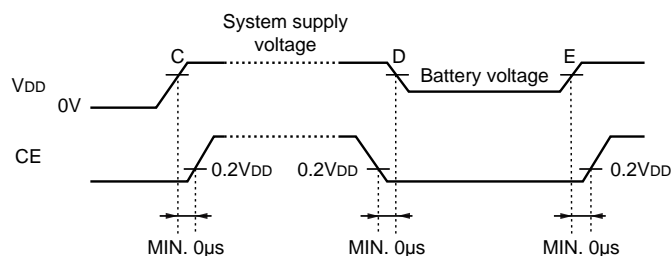 System supply
voltage
C
D
E
VDD
0V
Battery voltage
CE
0.2VDD
0.2VDD
0.2VDD
MIN. 0µs
MIN. 0µs
MIN. 0µs